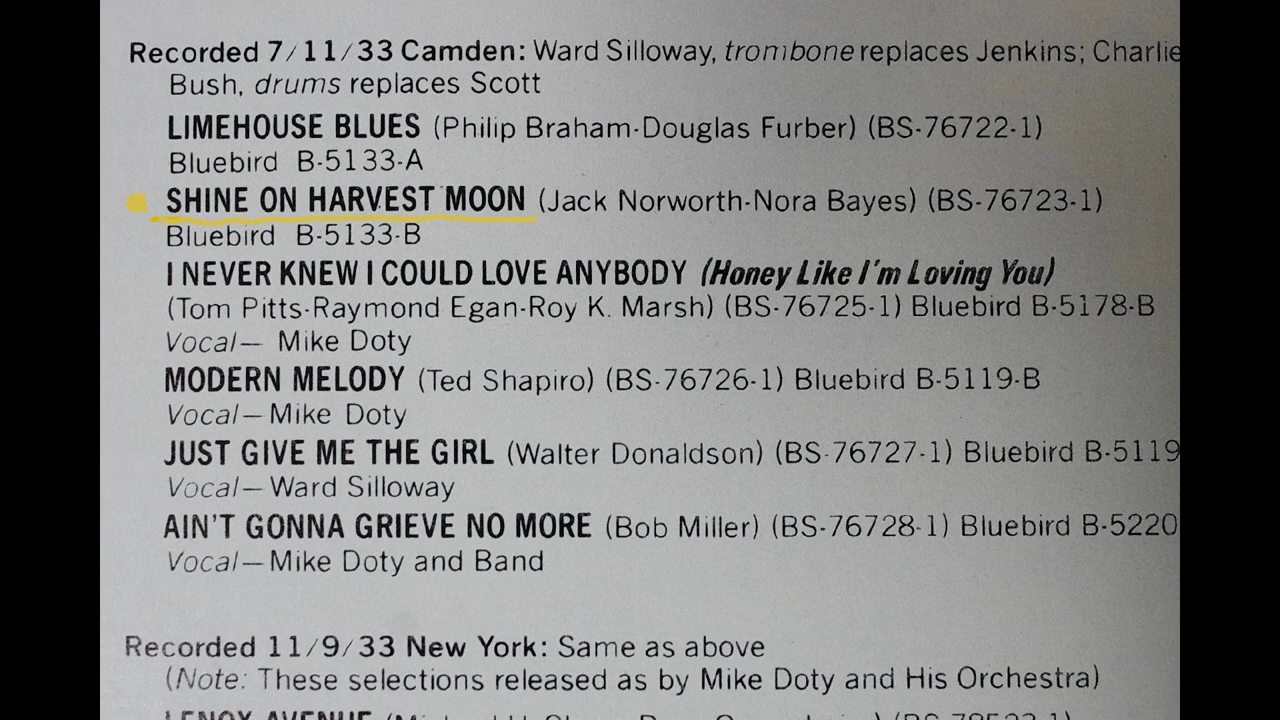 Recorded 7/11/33 Camden: Ward Silloway, trombone replaces Jenkins; Charlie
Bush, drums replaces Scott
LIMEHOUSE BLUES (Philip Braham-Douglas Furber) (BS-76722-1)
Bluebird B-5133-A
SHINE ON HARVEST MOON (Jack Norworth-Nora Bayes) (BS-76723-1)
Bluebird B-5133-B
I NEVER KNEW I COULD LOVE ANYBODY (Honey Like I'm Loving You)
(Tom Pitts-Raymond Egan-Roy K. Marsh) (BS-76725-1) Bluebird B-5178-B
Vocal— Mike Doty
MODERN MELODY (Ted Shapiro) (BS-76726-1) Bluebird B-5119-B
Vocal—Mike Doty
JUST GIVE ME THE GIRL (Walter Donaldson) (BS-76727-1) Bluebird B-5119
Vocal—Ward Silloway
AIN'T GONNA GRIEVE NO MORE (Bob Miller) (BS-76728-1) Bluebird B-5220
Vocal—Mike Doty and Band
Recorded 11/9/33 New York: Same as above
(Note: These selections released as by Mike Doty and His Orchestra)
LENOX AVENUE